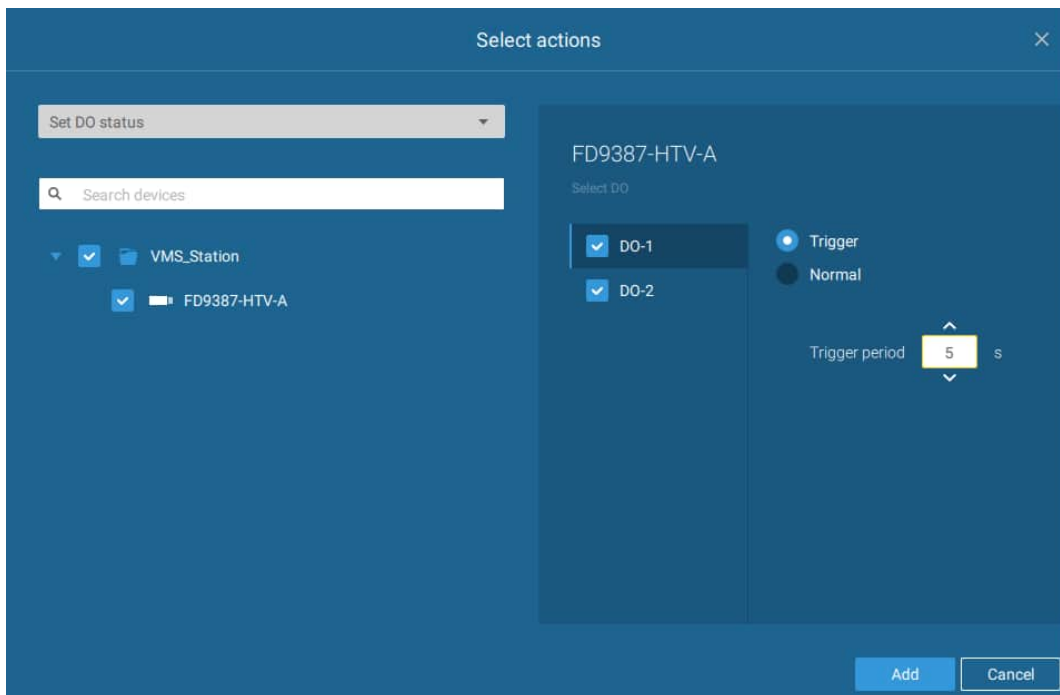 Select actions
Set DO status
Search devices
VMS_Station
FD9387-HTV-A
FD9387-HTV-A
Select DO
DO-1
DO-2
Trigger
Normal
Trigger period 5 s
Add Cancel